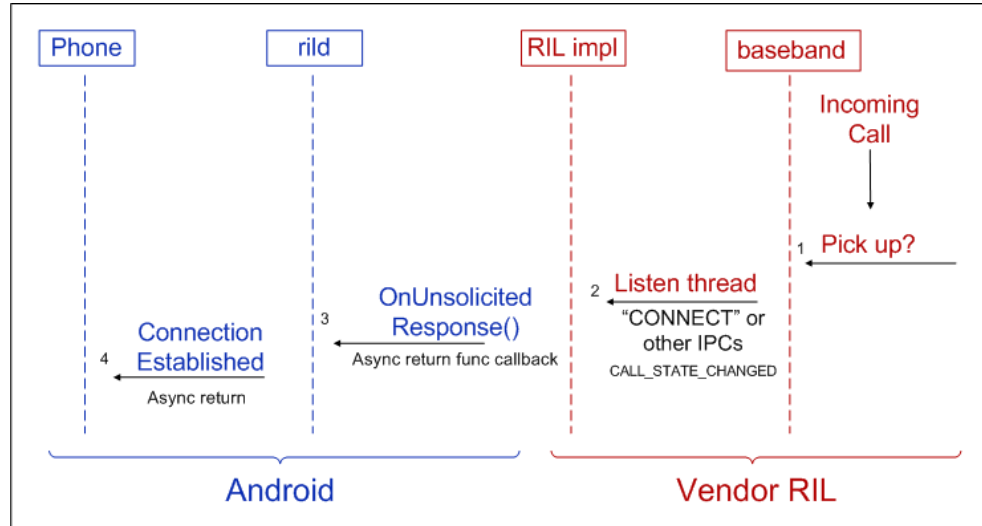 Phone
rild
RIL impl
baseband
Incoming
Call
1
Pick up?
2
Listen thread
"CONNECT" or
other IPCs
CALL_STATE_CHANGED
3
OnUnsolicited
Response()
Async return func callback
4
Connection
Established
Async return
Android
Vendor RIL